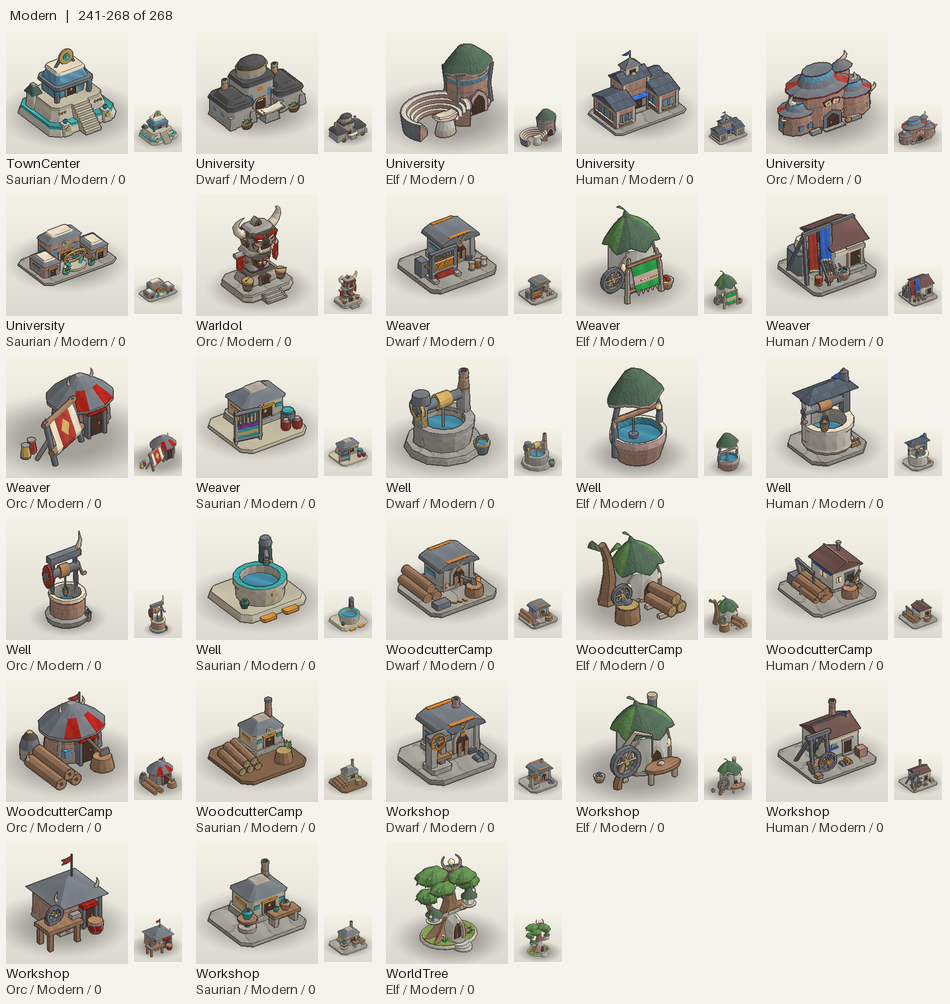 Modern | 241-268 of 268
TownCenter
Saurian / Modern / 0
University
Dwarf / Modern / 0
University
Elf / Modern / 0
University
Human / Modern / 0
University
Orc / Modern / 0
University
Saurian / Modern / 0
WarIdol
Orc / Modern / 0
Weaver
Dwarf / Modern / 0
Weaver
Elf / Modern / 0
Weaver
Human / Modern / 0
Weaver
Orc / Modern / 0
Weaver
Saurian / Modern / 0
Well
Dwarf / Modern / 0
Well
Elf / Modern / 0
Well
Human / Modern / 0
Well
Orc / Modern / 0
Well
Saurian / Modern / 0
WoodcutterCamp
Dwarf / Modern / 0
WoodcutterCamp
Elf / Modern / 0
WoodcutterCamp
Human / Modern / 0
WoodcutterCamp
Orc / Modern / 0
WoodcutterCamp
Saurian / Modern / 0
Workshop
Dwarf / Modern / 0
Workshop
Elf / Modern / 0
Workshop
Human / Modern / 0
Workshop
Orc / Modern / 0
Workshop
Saurian / Modern / 0
WorldTree
Elf / Modern / 0